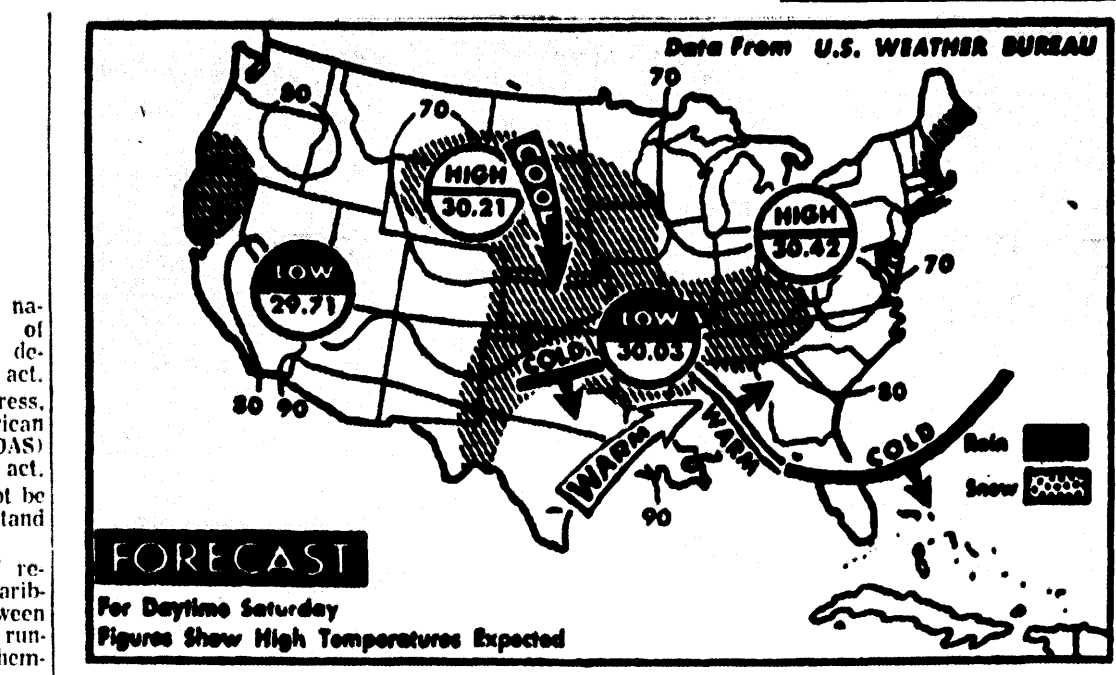 na-
of
de-
act.
ress,
rican
DAS)
act.
ot be
tand
re-
arib-
ween
run-
hem-
Data From U.S. WEATHER BUREAU
70
80
70
COOL
HIGH
30.21
HIGH
30.42
LOW
29.71
70
LOW
30.03
COLD
80 90
80
WARM
WARM
COLD
Rain
Snow
90
FORECAST
For Daytime Saturday
Figures Show High Temperatures Expected